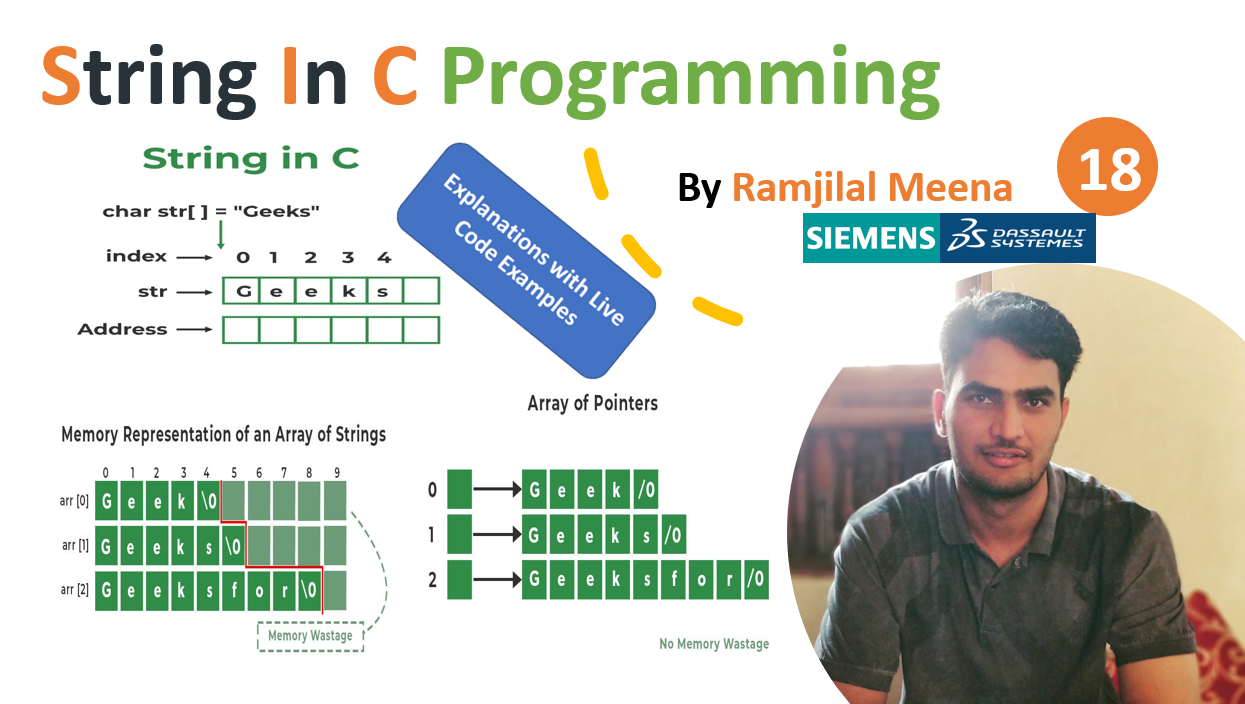 String In C Programming
String in C
By Ramjilal Meena
18
SIEMENS
3S DASSAULT
SYSTEMES
Explanations with Live
Code Examples
char str[ ] = "Geeks"
index 0 1 2 3 4
str G e e k s
Address
Array of Pointers
Memory Representation of an Array of Strings
0 1 2 3 4 5 6 7 8 9
arr [0] G e e k \0
arr [1] G e e k s \0
arr [2] G e e k s f o r \0
Memory Wastage
0 G e e k /0
1 G e e k s /0
2 G e e k s f o r /0
No Memory Wastage